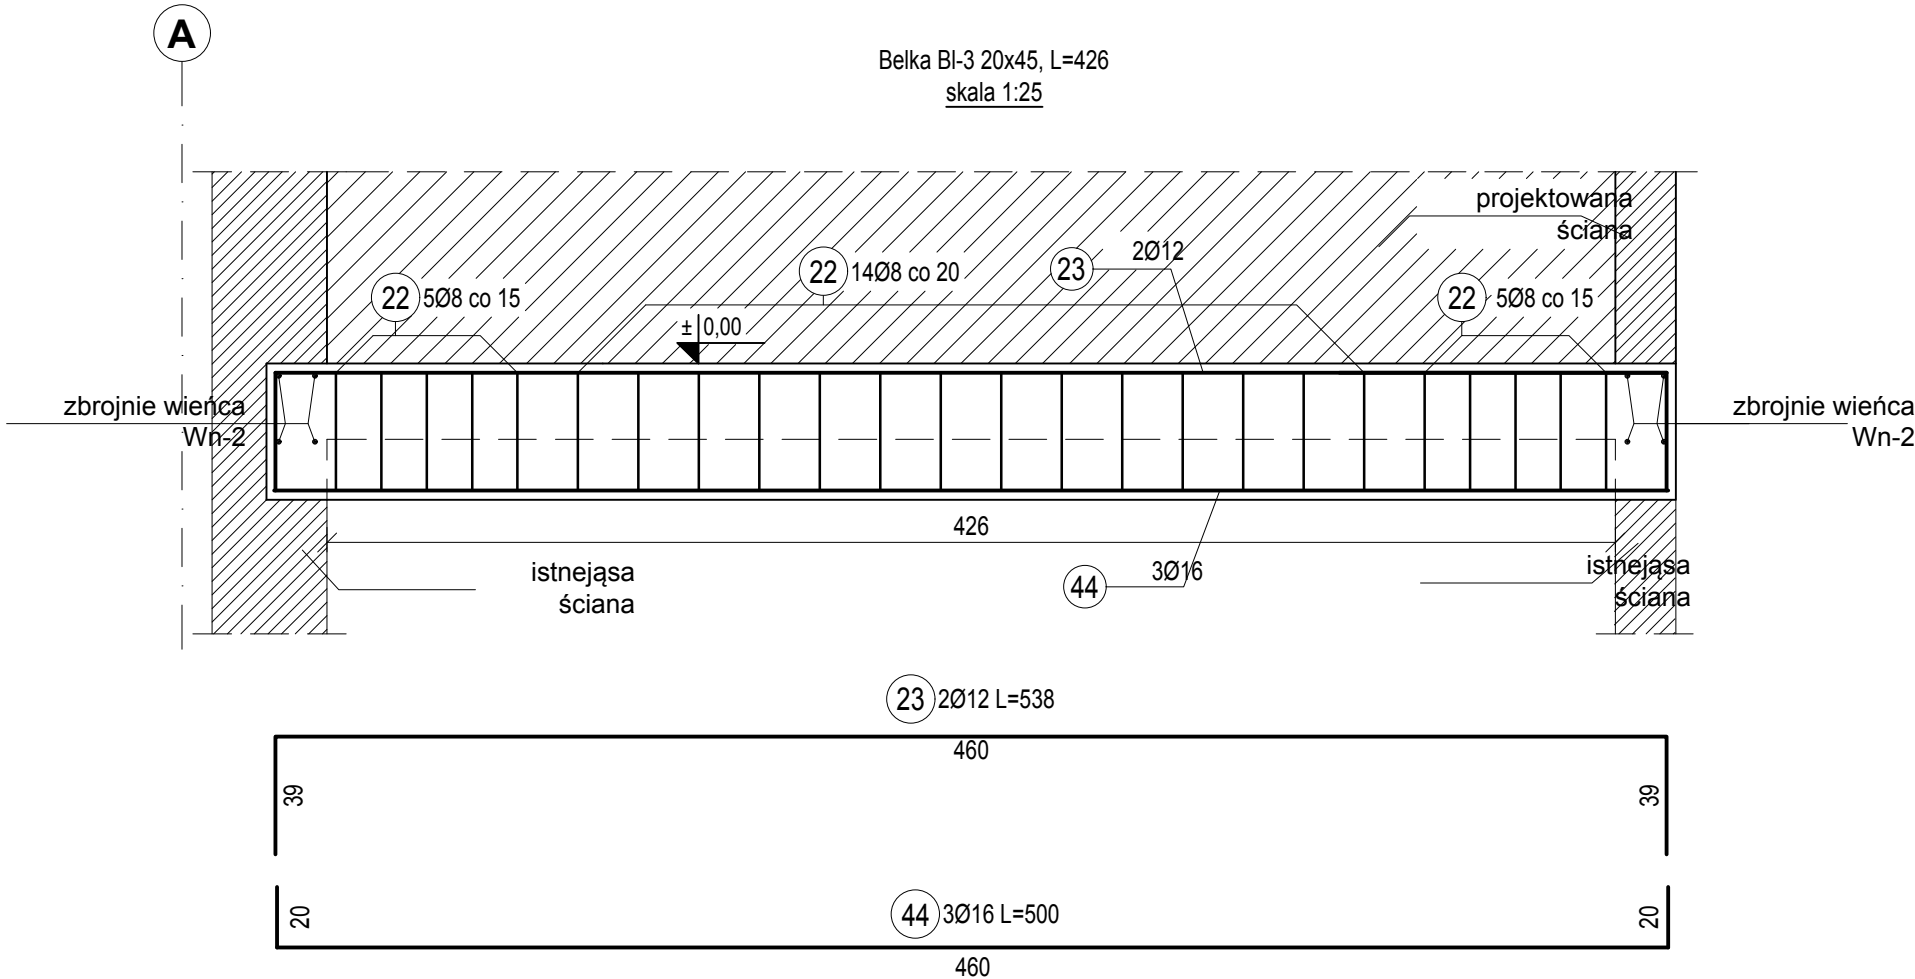 A
Belka Bl-3 20x45, L=426
skala 1:25
projektowana
ściana
22 5Ø8 co 15
22 14Ø8 co 20
23 2Ø12
22 5Ø8 co 15
± 0,00
zbrojnie wieńca
Wn-2
zbrojnie wieńca
Wn-2
426
istnejąsa
ściana
44 3Ø16
istnejąsa
ściana
23 2Ø12 L=538
460
39
39
20
44 3Ø16 L=500
20
460